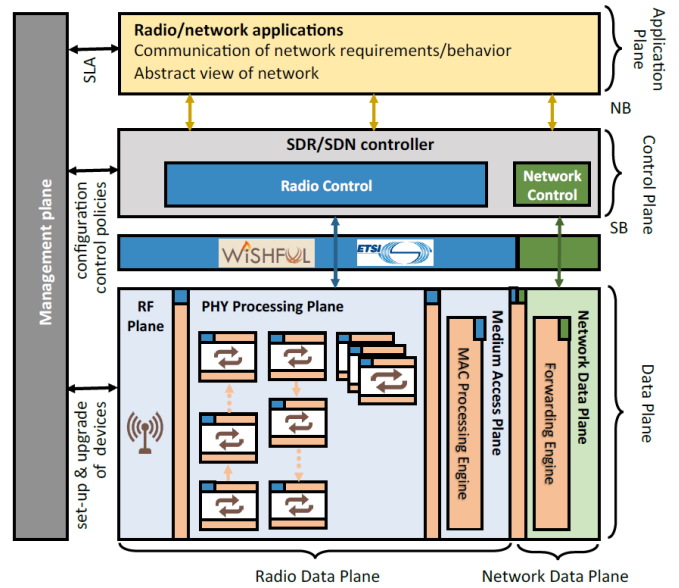 Management plane
SLA
configuration
control policies
set-up & upgrade
of devices
Radio/network applications
Communication of network requirements/behavior
Abstract view of network
Application
Plane
NB
SDR/SDN controller
Radio Control
Network
Control
Control Plane
SB
WiSHFUL
ETSI
RF
Plane
PHY Processing Plane
Medium Access Plane
MAC Processing Engine
Network Data Plane
Forwarding Engine
Data Plane
Radio Data Plane
Network Data Plane